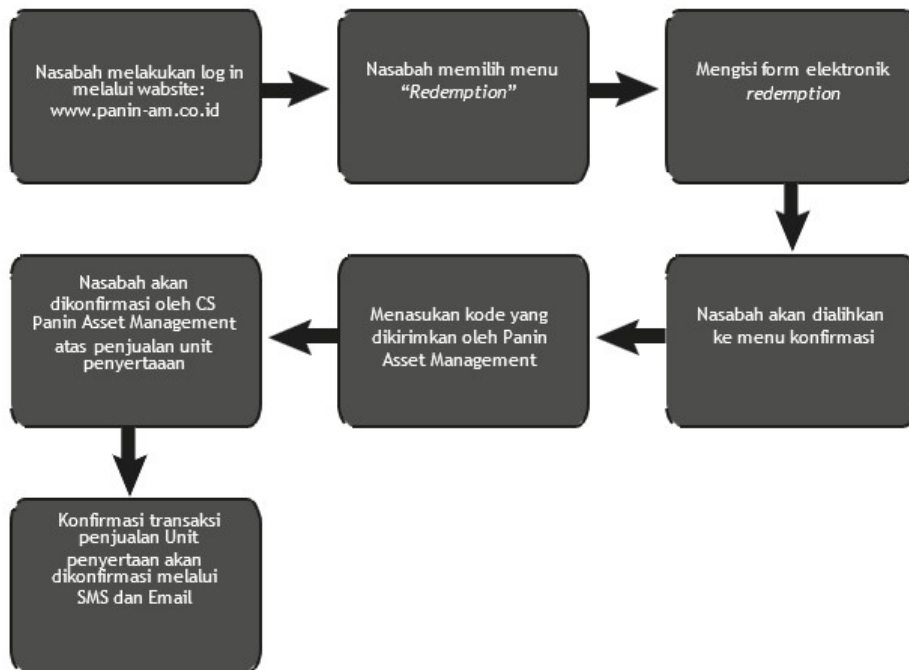 Nasabah melakukan log in
melalui wabsite:
www.panin-am.co.id
Nasabah memilih menu
“Redemption”
Mengisi form elektronik
redemption
Nasabah akan dialihkan
ke menu konfirmasi
Menasukan kode yang
dikirimkan oleh Panin
Asset Management
Nasabah akan
dikonfirmasi oleh CS
Panin Asset Management
atas penjualan unit
penyertaaan
Konfirmasi transaksi
penjualan Unit
penyertaan akan
dikonfirmasi melalui
SMS dan Email